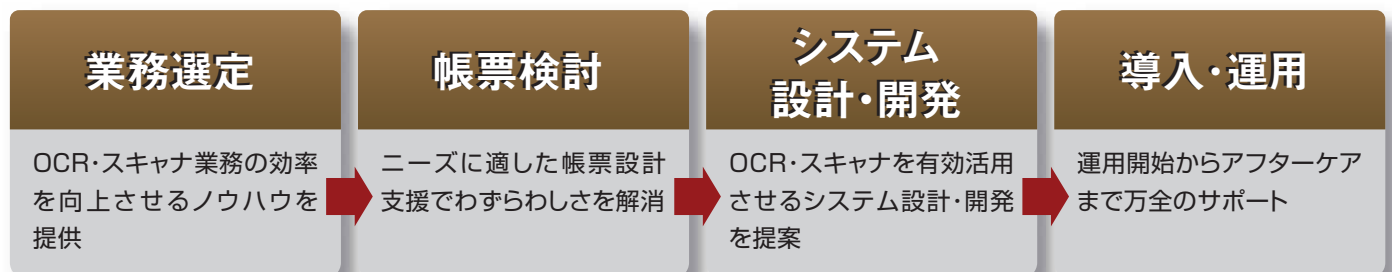 業務選定
OCR・スキャナ業務の効率
を向上させるノウハウを
提供
帳票検討
ニーズに適した帳票設計
支援でわずらわしさを解消
システム
設計・開発
OCR・スキャナを有効活用
させるシステム設計・開発
を提案
導入・運用
運用開始からアフターケア
まで万全のサポート